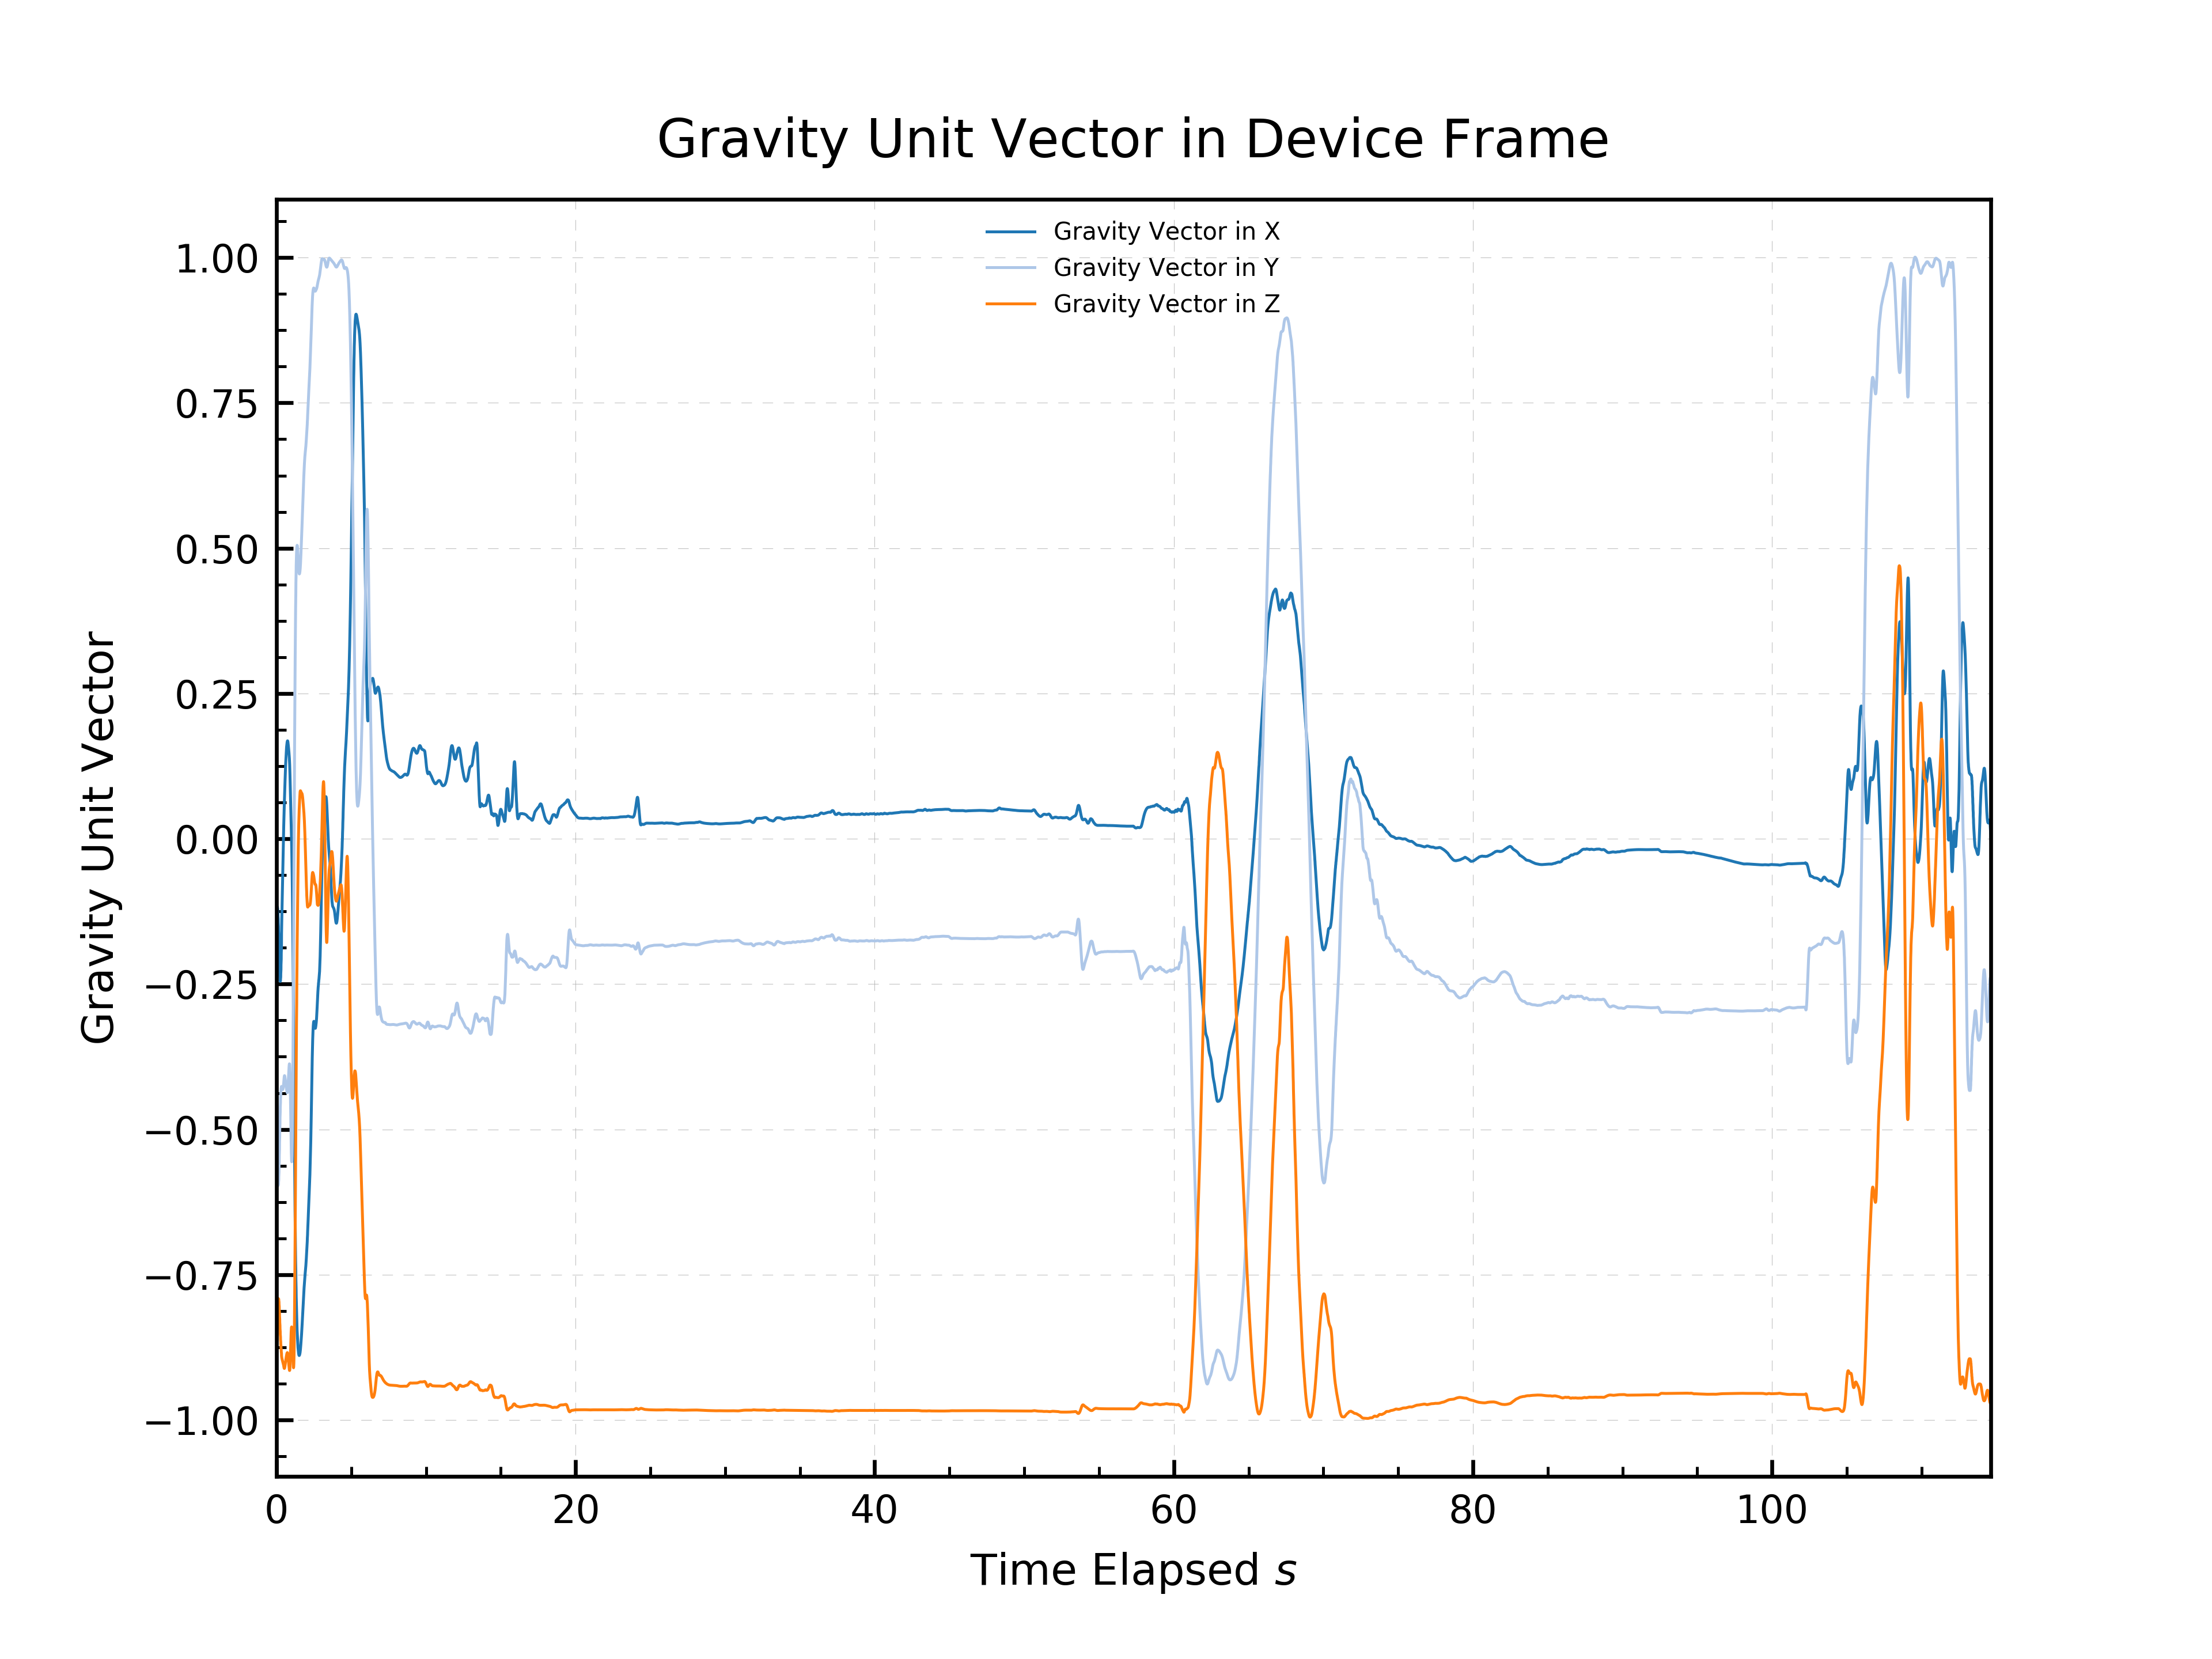 Gravity Unit Vector in Device Frame
Gravity Vector in X
Gravity Vector in Y
Gravity Vector in Z
1.00
0.75
0.50
0.25
0.00
−0.25
−0.50
−0.75
−1.00
Gravity Unit Vector
0 20 40 60 80 100
Time Elapsed s